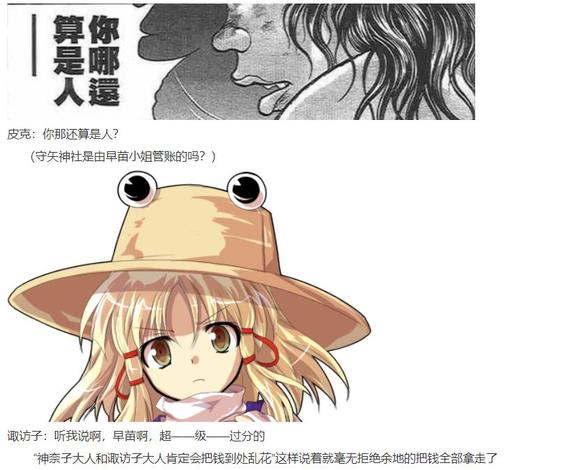 你哪還
算是人
皮克：你那还算是人？
（守矢神社是由早苗小姐管账的吗？）
诹访子：听我说啊，早苗啊，超——级——过分的
“神奈子大人和诹访子大人肯定会把钱到处乱花”这样说着就毫无拒绝余地的把钱全部拿走了